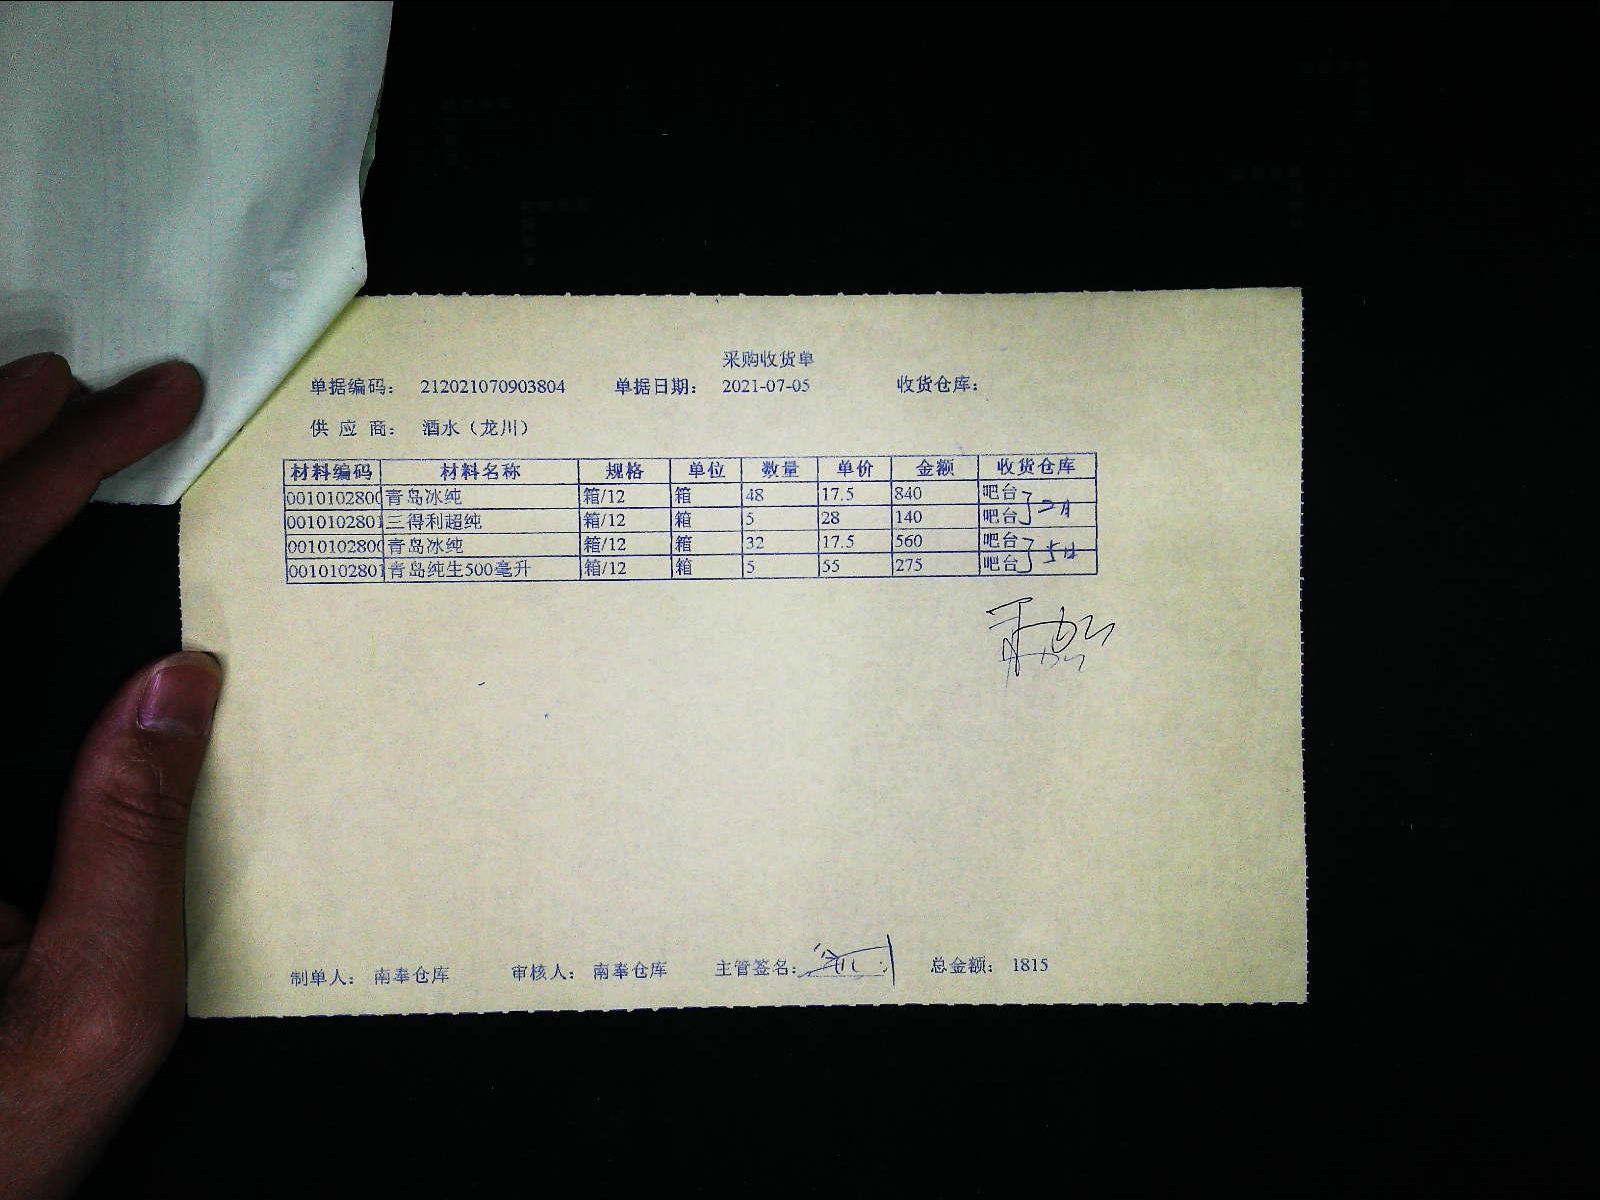 采购收货单
单据编码： 212021070903804 单据日期： 2021-07-05 收货仓库：
供 应 商： 酒水（龙川）
材料编码 材料名称 规格 单位 数量 单价 金额 收货仓库
0010102800 青岛冰纯 箱/12 箱 48 17.5 840 吧台
0010102801 三得利超纯 箱/12 箱 5 28 140 吧台
0010102800 青岛冰纯 箱/12 箱 32 17.5 560 吧台
0010102801 青岛纯生500毫升 箱/12 箱 5 55 275 吧台
制单人： 南奉仓库 审核人： 南奉仓库 主管签名： 总金额： 1815